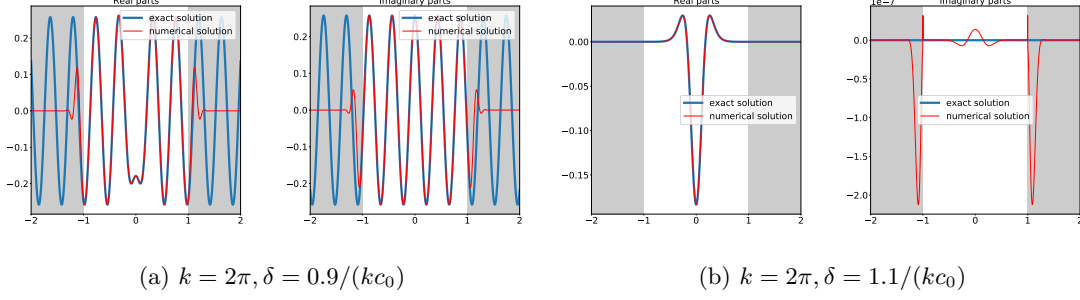 Real parts
Imaginary parts
Real parts
1e−7
Imaginary parts
exact solution
numerical solution
exact solution
numerical solution
0.2
0.1
0.0
−0.1
−0.2
−2
−1
0
1
2
0.2
0.1
0.0
−0.1
−0.2
−2
−1
0
1
2
0.00
−0.05
−0.10
−0.15
exact solution
numerical solution
−2
−1
0
1
2
0.0
−0.5
−1.0
−1.5
−2.0
exact solution
numerical solution
−2
−1
0
1
2
(a) k = 2π, δ = 0.9/(kc₀)
(b) k = 2π, δ = 1.1/(kc₀)